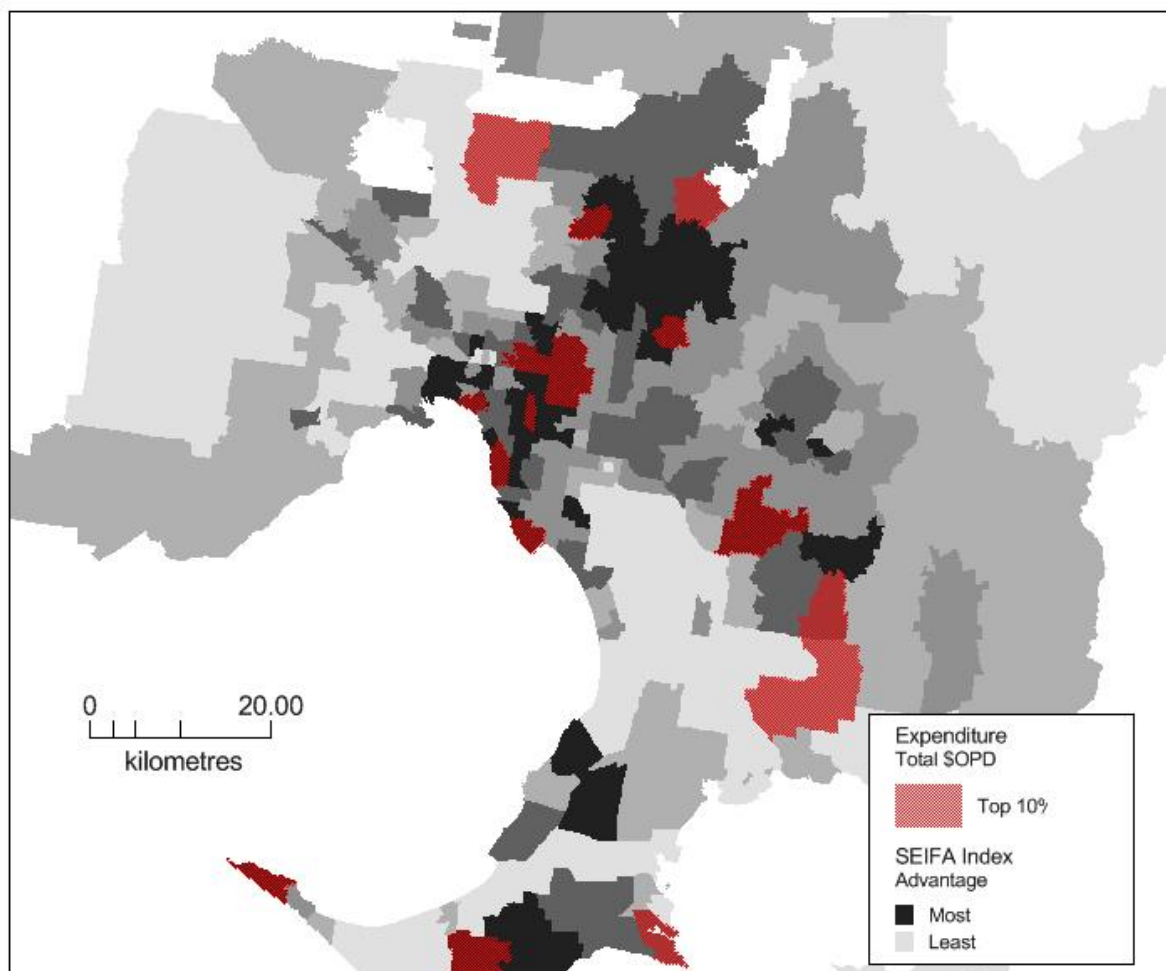 0 20.00
kilometres
Expenditure
Total $OPD
Top 10%
SEIFA Index
Advantage
Most
Least